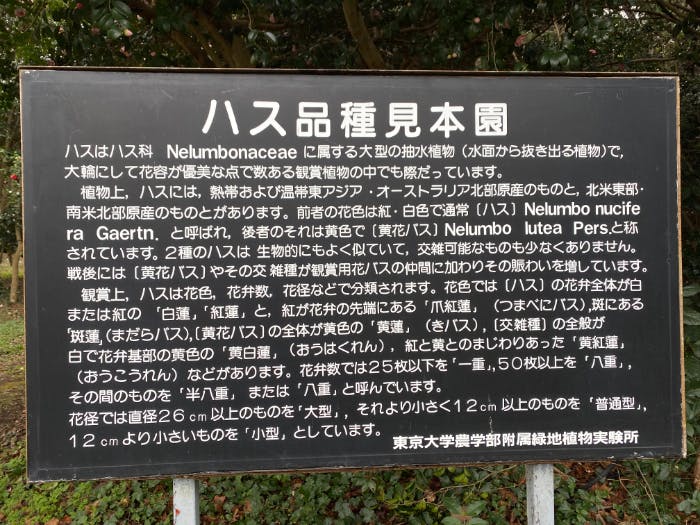 ハス品種見本園
ハスはハス科 Nelumbonaceae に属する大型の抽水植物（水面から抜き出る植物）で，
大輪にして花容が優美な点で数ある観賞植物の中でも際だっています。
植物上，ハスには，熱帯および温帯東アジア・オーストラリア北部原産のものと，北米東部・
南米北部原産のものとがあります。前者の花色は紅・白色で通常〔ハス〕Nelumbo nucife
ra Gaertn. と呼ばれ，後者のそれは黄色で〔黄花バス〕Nelumbo lutea Pers.と称
されています。２種のハスは 生物的にもよく似ていて，交雑可能なものも少なくありません。
戦後には〔黄花バス〕やその交 雑種が観賞用花バスの仲間に加わりその賑わいを増しています。
観賞上，ハスは花色，花弁数，花径などで分類されます。花色では〔ハス〕の花弁全体が白
または紅の 「白蓮」「紅蓮」と，紅が花弁の先端にある「爪紅蓮」（つまべにバス），斑にある
「斑蓮」（まだらバス），〔黄花バス〕の全体が黄色の「黄蓮」（きバス），〔交雑種〕の全般が
白で花弁基部の黄色の「黄白蓮」（おうはくれん），紅と黄とのまじわりあった「黄紅蓮」
（おうこうれん）などがあります。花弁数では２５枚以下を「一重」，５０枚以上を「八重」，
その間のものを「半八重」または「八重」と呼んでいます。
花径では直径２６㎝以上のものを「大型」，それより小さく１２㎝以上のものを「普通型」，
１２㎝より小さいものを「小型」としています。
東京大学農学部附属緑地植物実験所